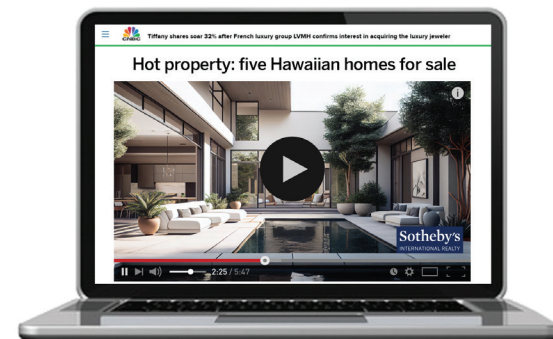 CNBC
Tiffany shares soar 32% after French luxury group LVMH confirms interest in acquiring the luxury jeweler
Hot property: five Hawaiian homes for sale
i
Sotheby's
INTERNATIONAL REALTY
2:25 / 5:47